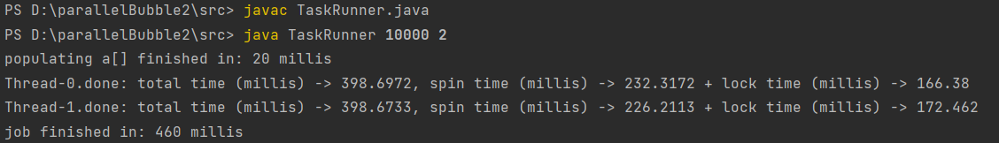 PS D:\parallelBubble2\src> javac TaskRunner.java
PS D:\parallelBubble2\src> java TaskRunner 10000 2
populating a[] finished in: 20 millis
Thread-0.done: total time (millis) -> 398.6972, spin time (millis) -> 232.3172 + lock time (millis) -> 166.38
Thread-1.done: total time (millis) -> 398.6733, spin time (millis) -> 226.2113 + lock time (millis) -> 172.462
job finished in: 460 millis